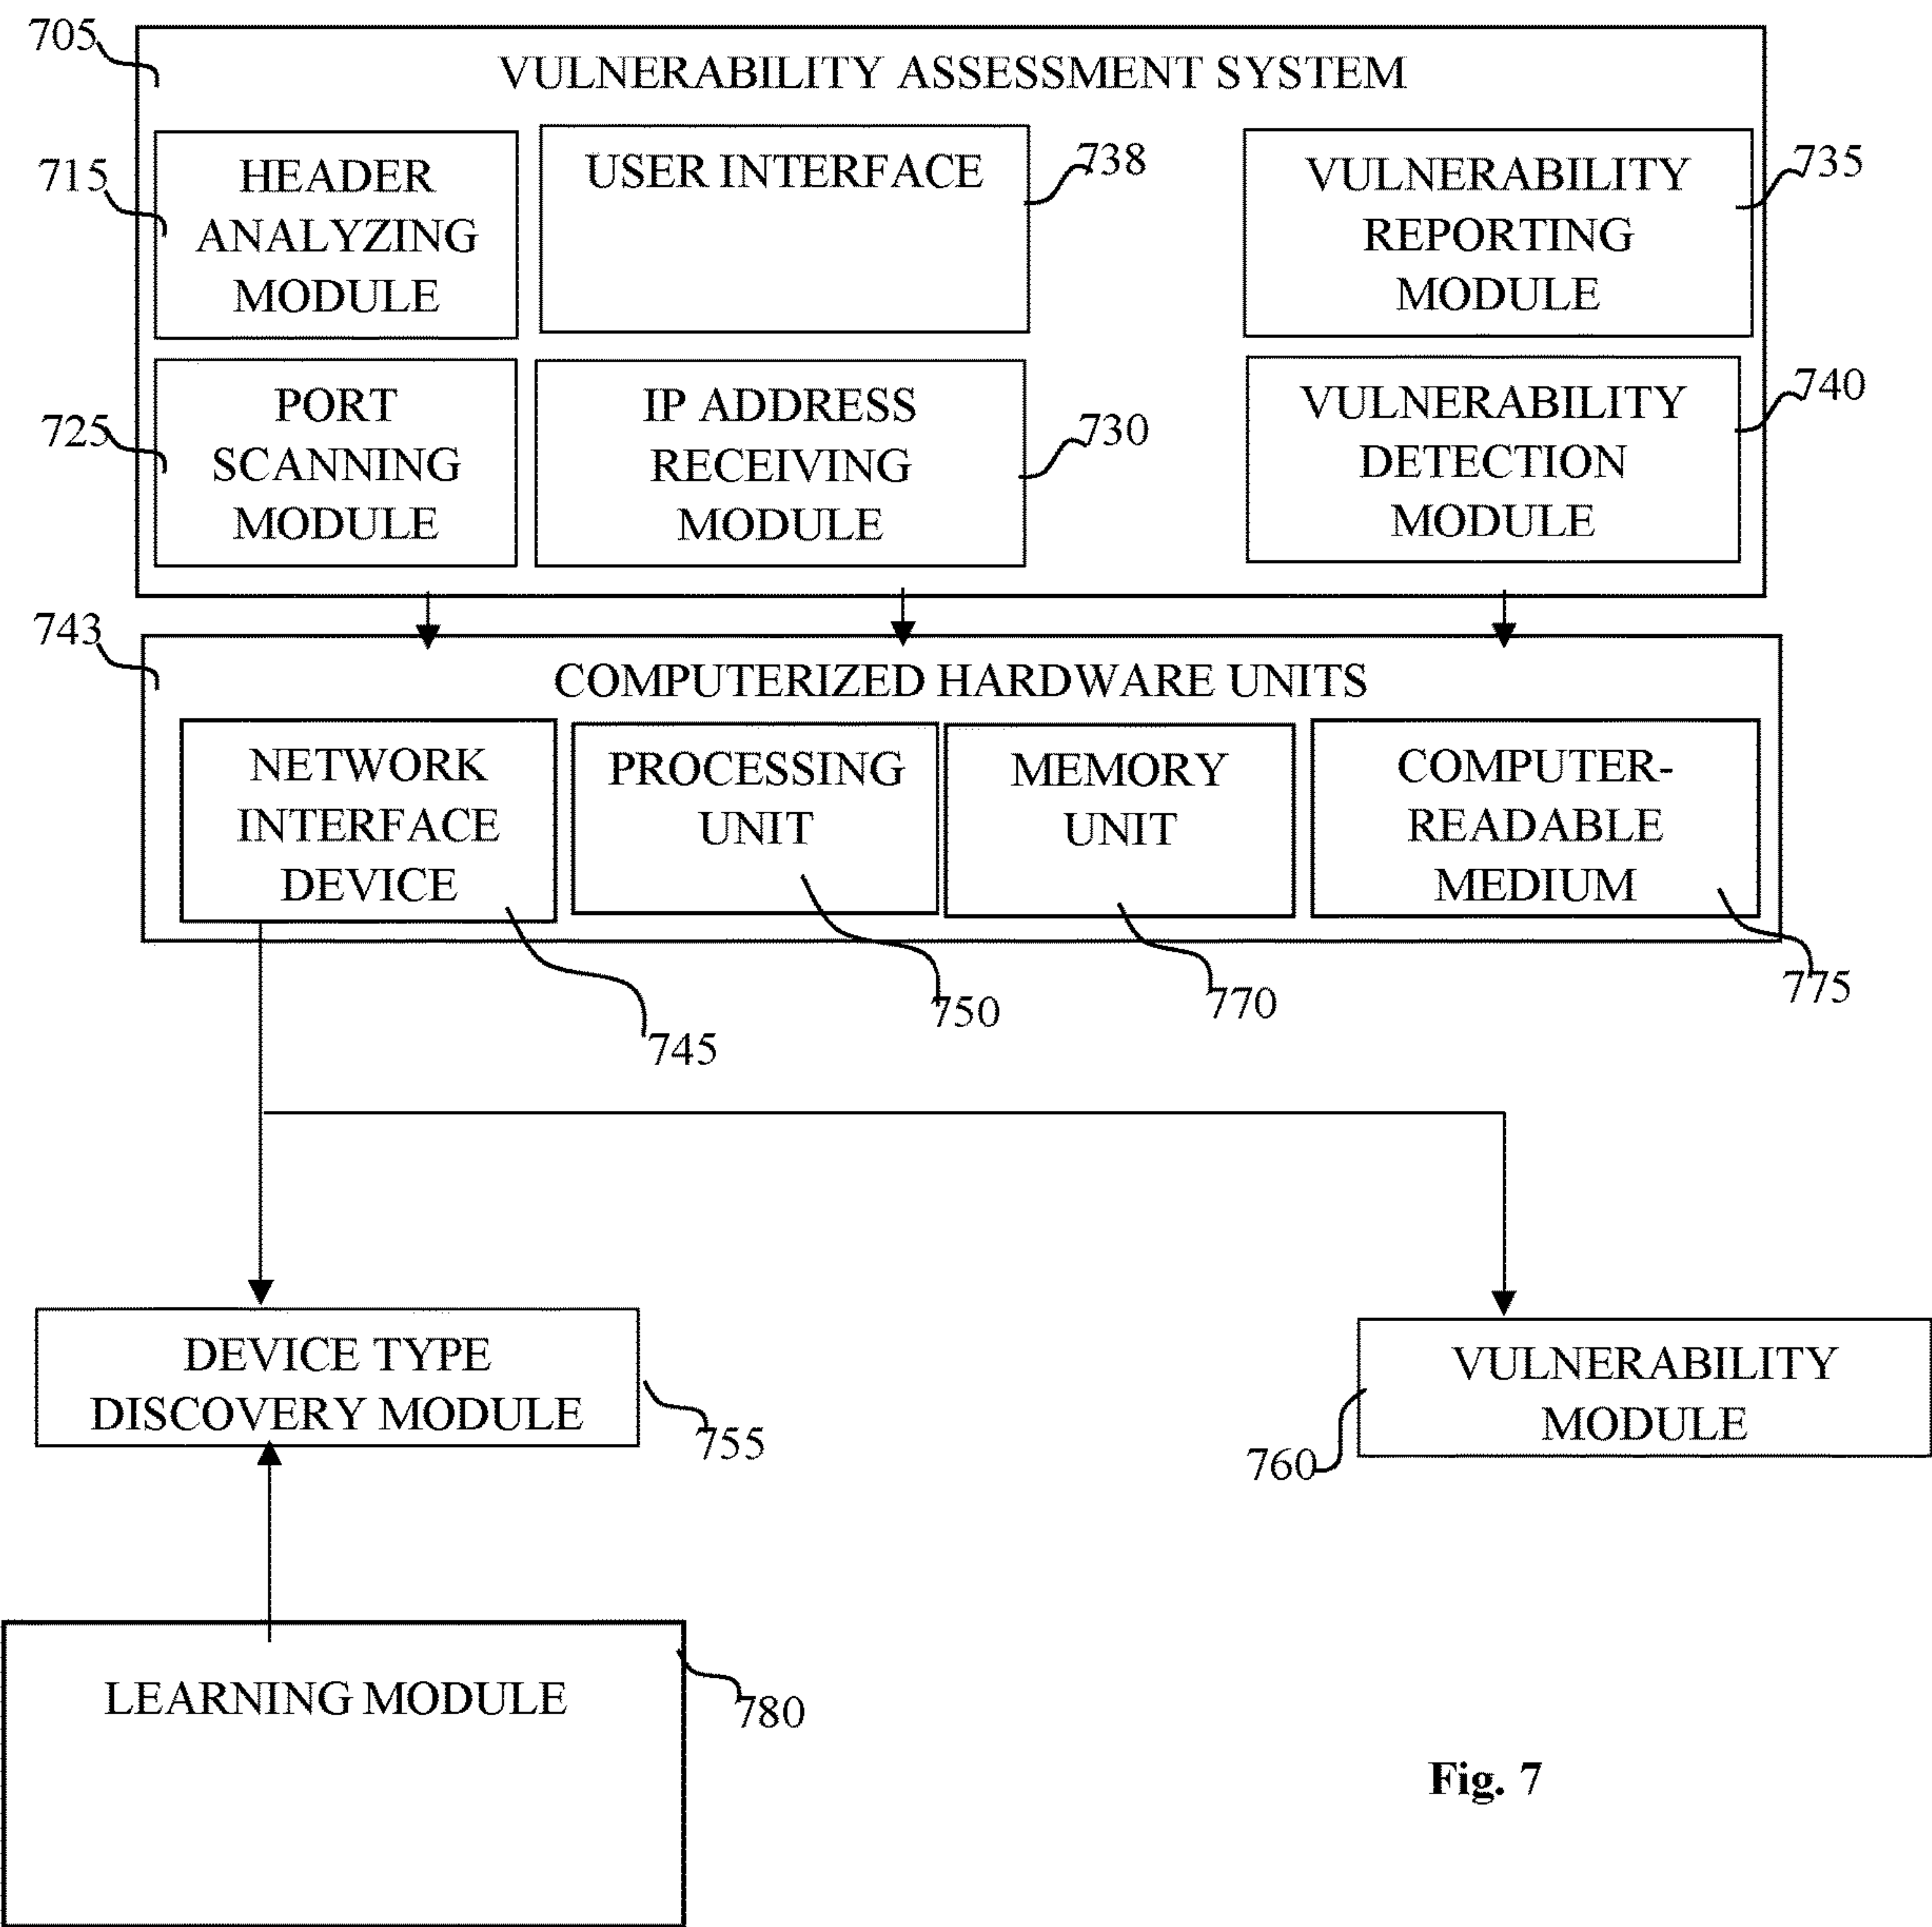 705
VULNERABILITY ASSESSMENT SYSTEM
715
HEADER
ANALYZING
MODULE
USER INTERFACE
738
VULNERABILITY
REPORTING
MODULE
735
725
PORT
SCANNING
MODULE
IP ADDRESS
RECEIVING
MODULE
730
VULNERABILITY
DETECTION
MODULE
740
743
COMPUTERIZED HARDWARE UNITS
NETWORK
INTERFACE
DEVICE
745
PROCESSING
UNIT
750
MEMORY
UNIT
770
COMPUTER-
READABLE
MEDIUM
775
DEVICE TYPE
DISCOVERY MODULE
755
VULNERABILITY
MODULE
760
LEARNING MODULE
780
Fig. 7